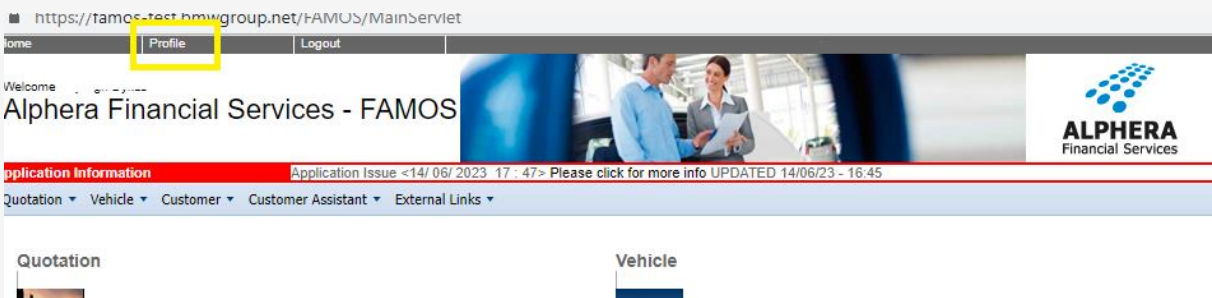 https://famos-test.bmwgroup.net/FAMOS/MainServlet
Profile Logout
Welcome
Alphera Financial Services - FAMOS
ALPHERA
Financial Services
pplication Information Application Issue <14/ 06/ 2023 17 : 47> Please click for more info UPDATED 14/06/23 - 16:45
Quotation Vehicle Customer Customer Assistant External Links
Quotation Vehicle